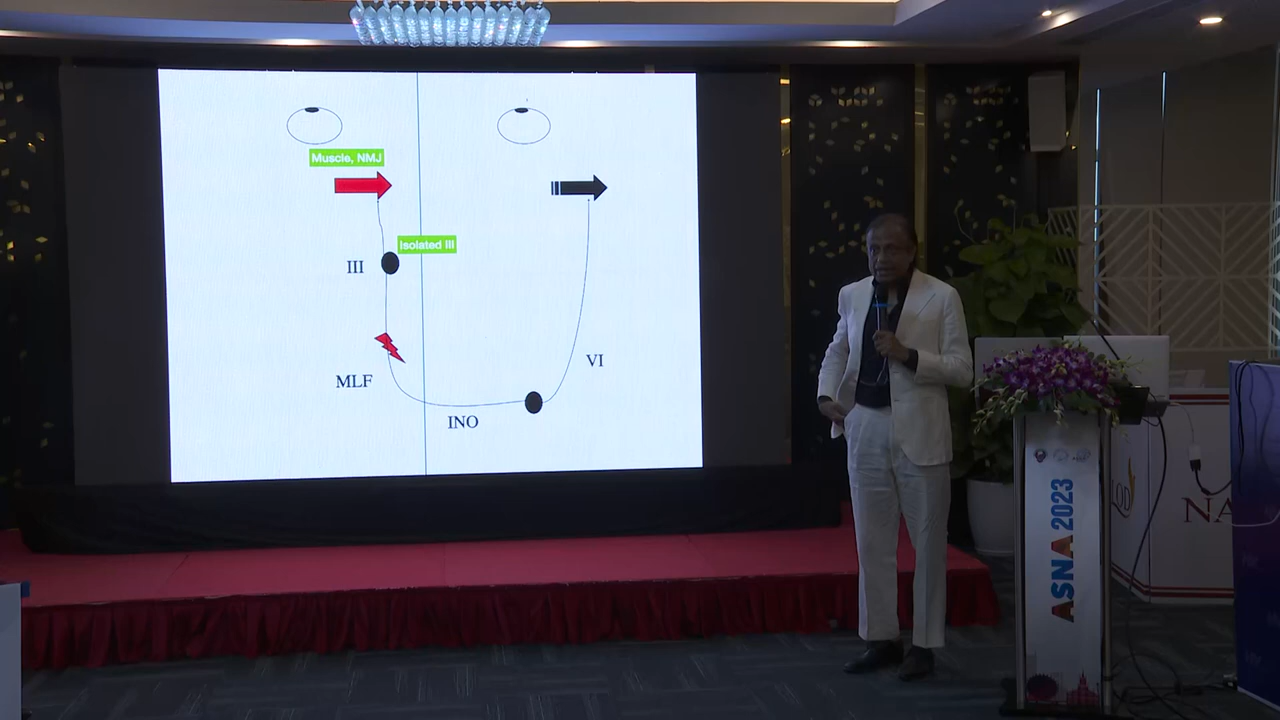 Muscle, NMJ
Isolated III
III
MLF
VI
INO
ASNA 2023
NA